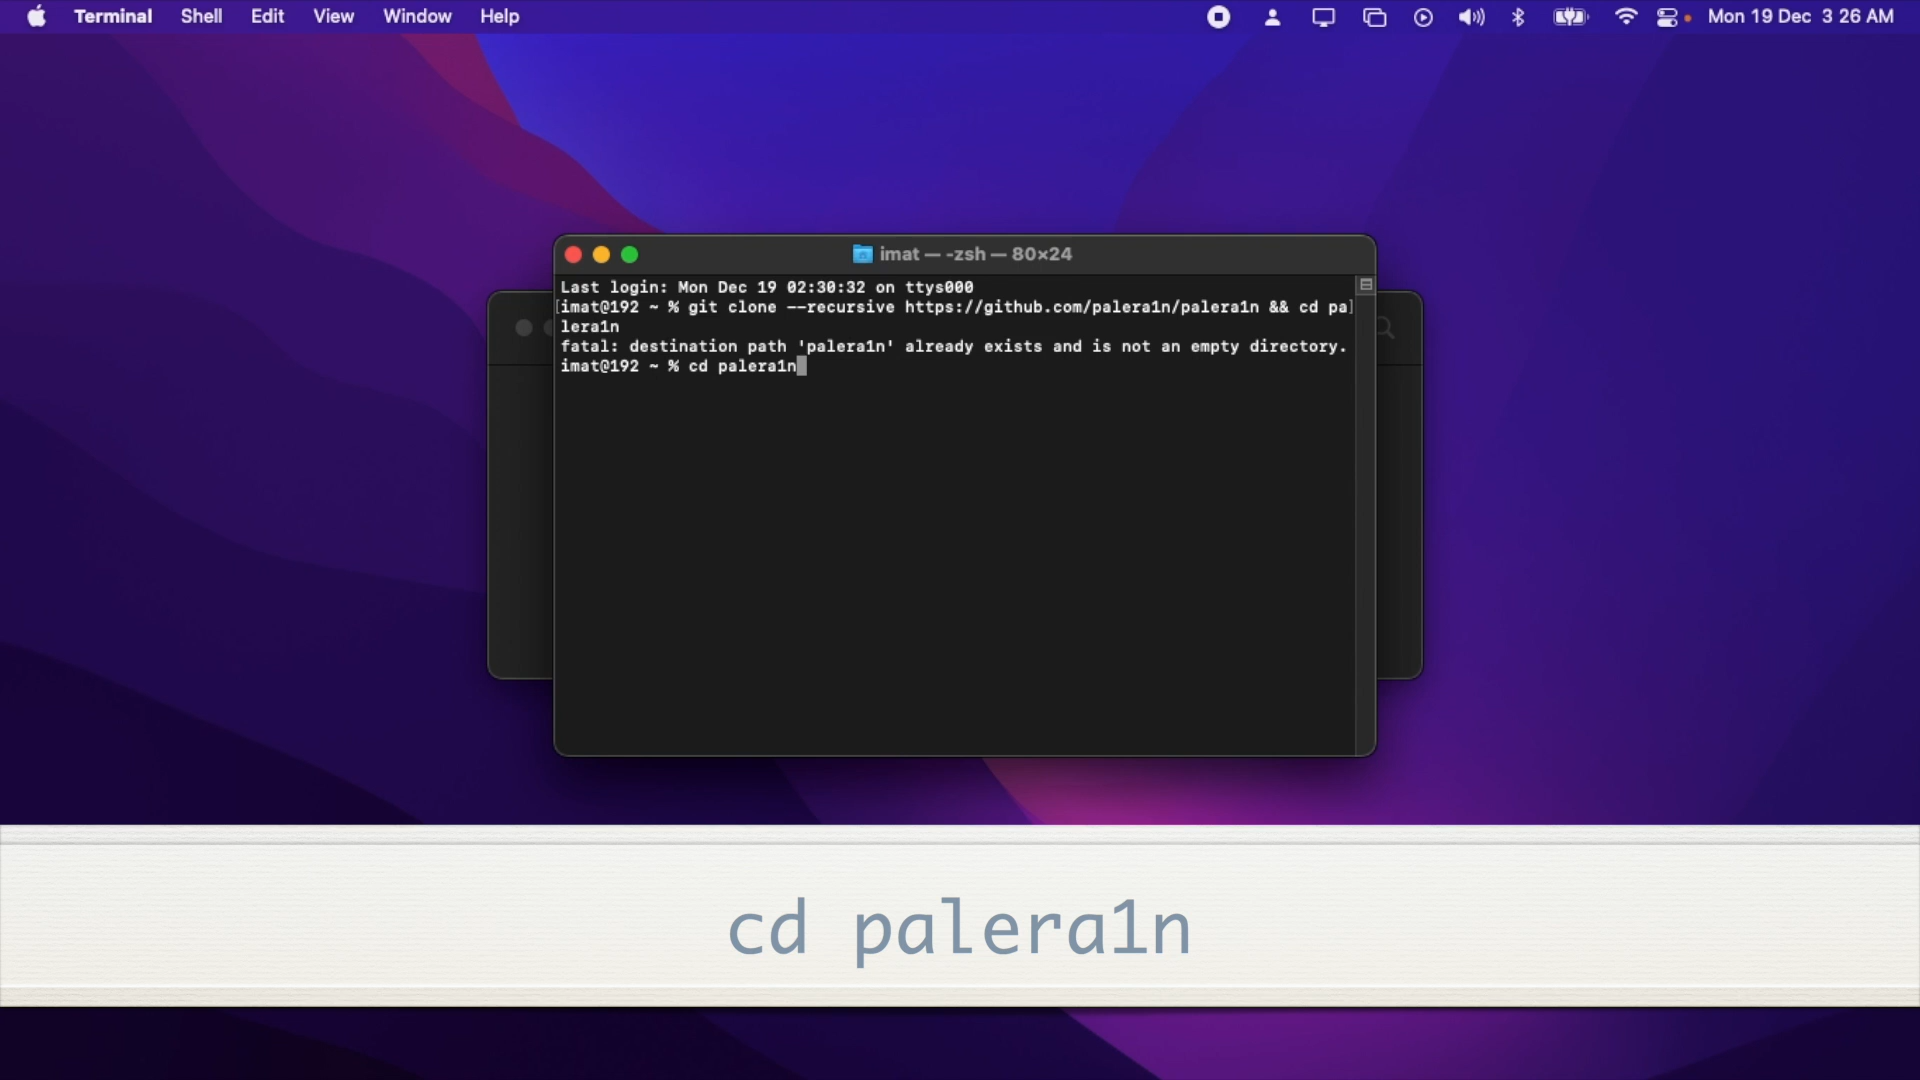 Terminal Shell Edit View Window Help Mon 19 Dec 3 26 AM
imat — -zsh — 80×24
Last login: Mon Dec 19 02:30:32 on ttys000
[imat@192 ~ % git clone --recursive https://github.com/palera1n/palera1n && cd pa]
lera1n
fatal: destination path 'palera1n' already exists and is not an empty directory.
imat@192 ~ % cd palera1n
cd palera1n